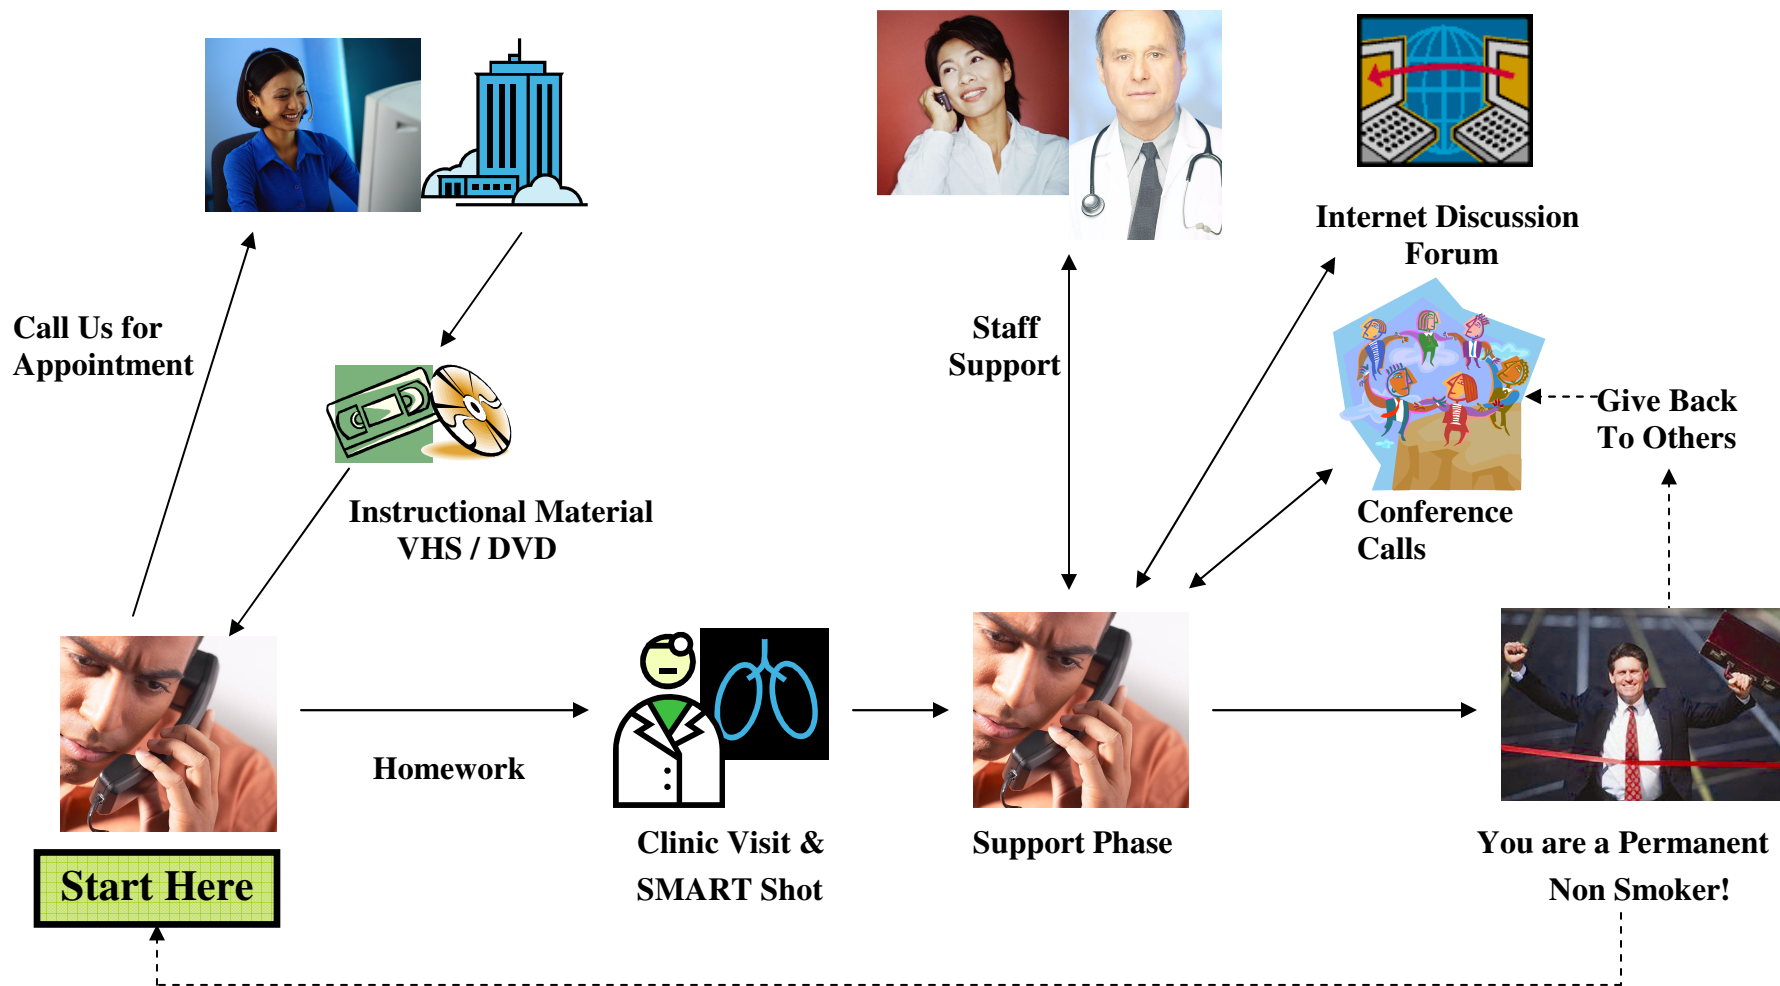 Internet Discussion
Forum
Call Us for
Appointment
Staff
Support
Give Back
To Others
Instructional Material
VHS / DVD
Conference
Calls
Homework
Clinic Visit &
SMART Shot
Support Phase
You are a Permanent
Non Smoker!
Start Here